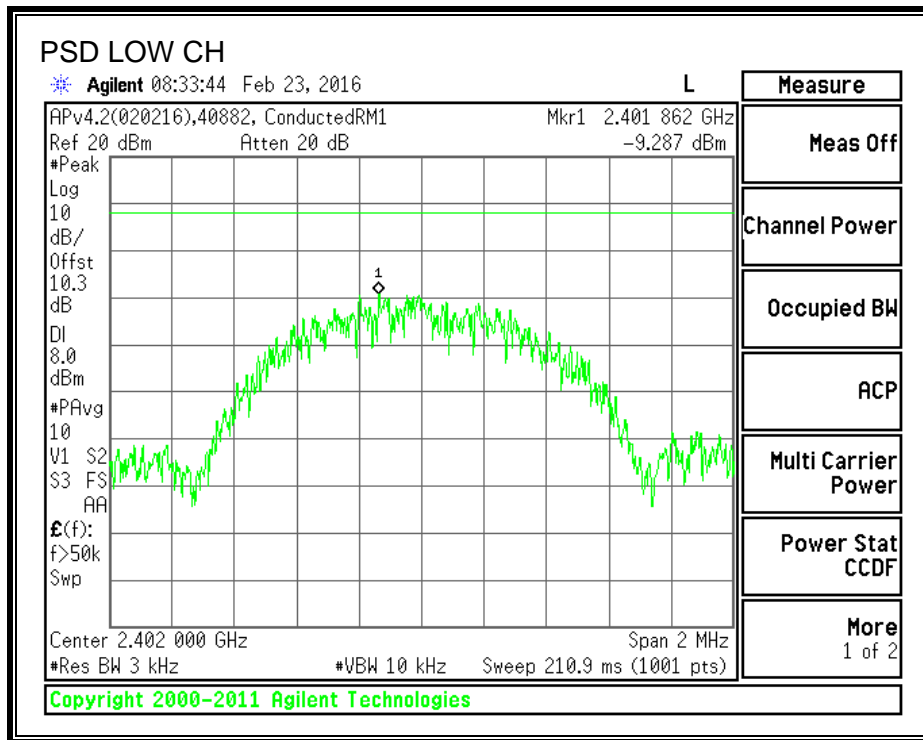 PSD LOW CH
Agilent 08:33:44 Feb 23, 2016 L
APv4.2(020216),40882, ConductedRM1 Mkr1 2.401 862 GHz
Ref 20 dBm Atten 20 dB -9.287 dBm
#Peak
Log
10
dB/
Offst
10.3
dB
DI
8.0
dBm
#PAvg
10
V1 S2
S3 FS
AA
£(f):
f>50k
Swp
1
Center 2.402 000 GHz Span 2 MHz
#Res BW 3 kHz #VBW 10 kHz Sweep 210.9 ms (1001 pts)
Copyright 2000-2011 Agilent Technologies
Measure
Meas Off
Channel Power
Occupied BW
ACP
Multi Carrier
Power
Power Stat
CCDF
More
1 of 2